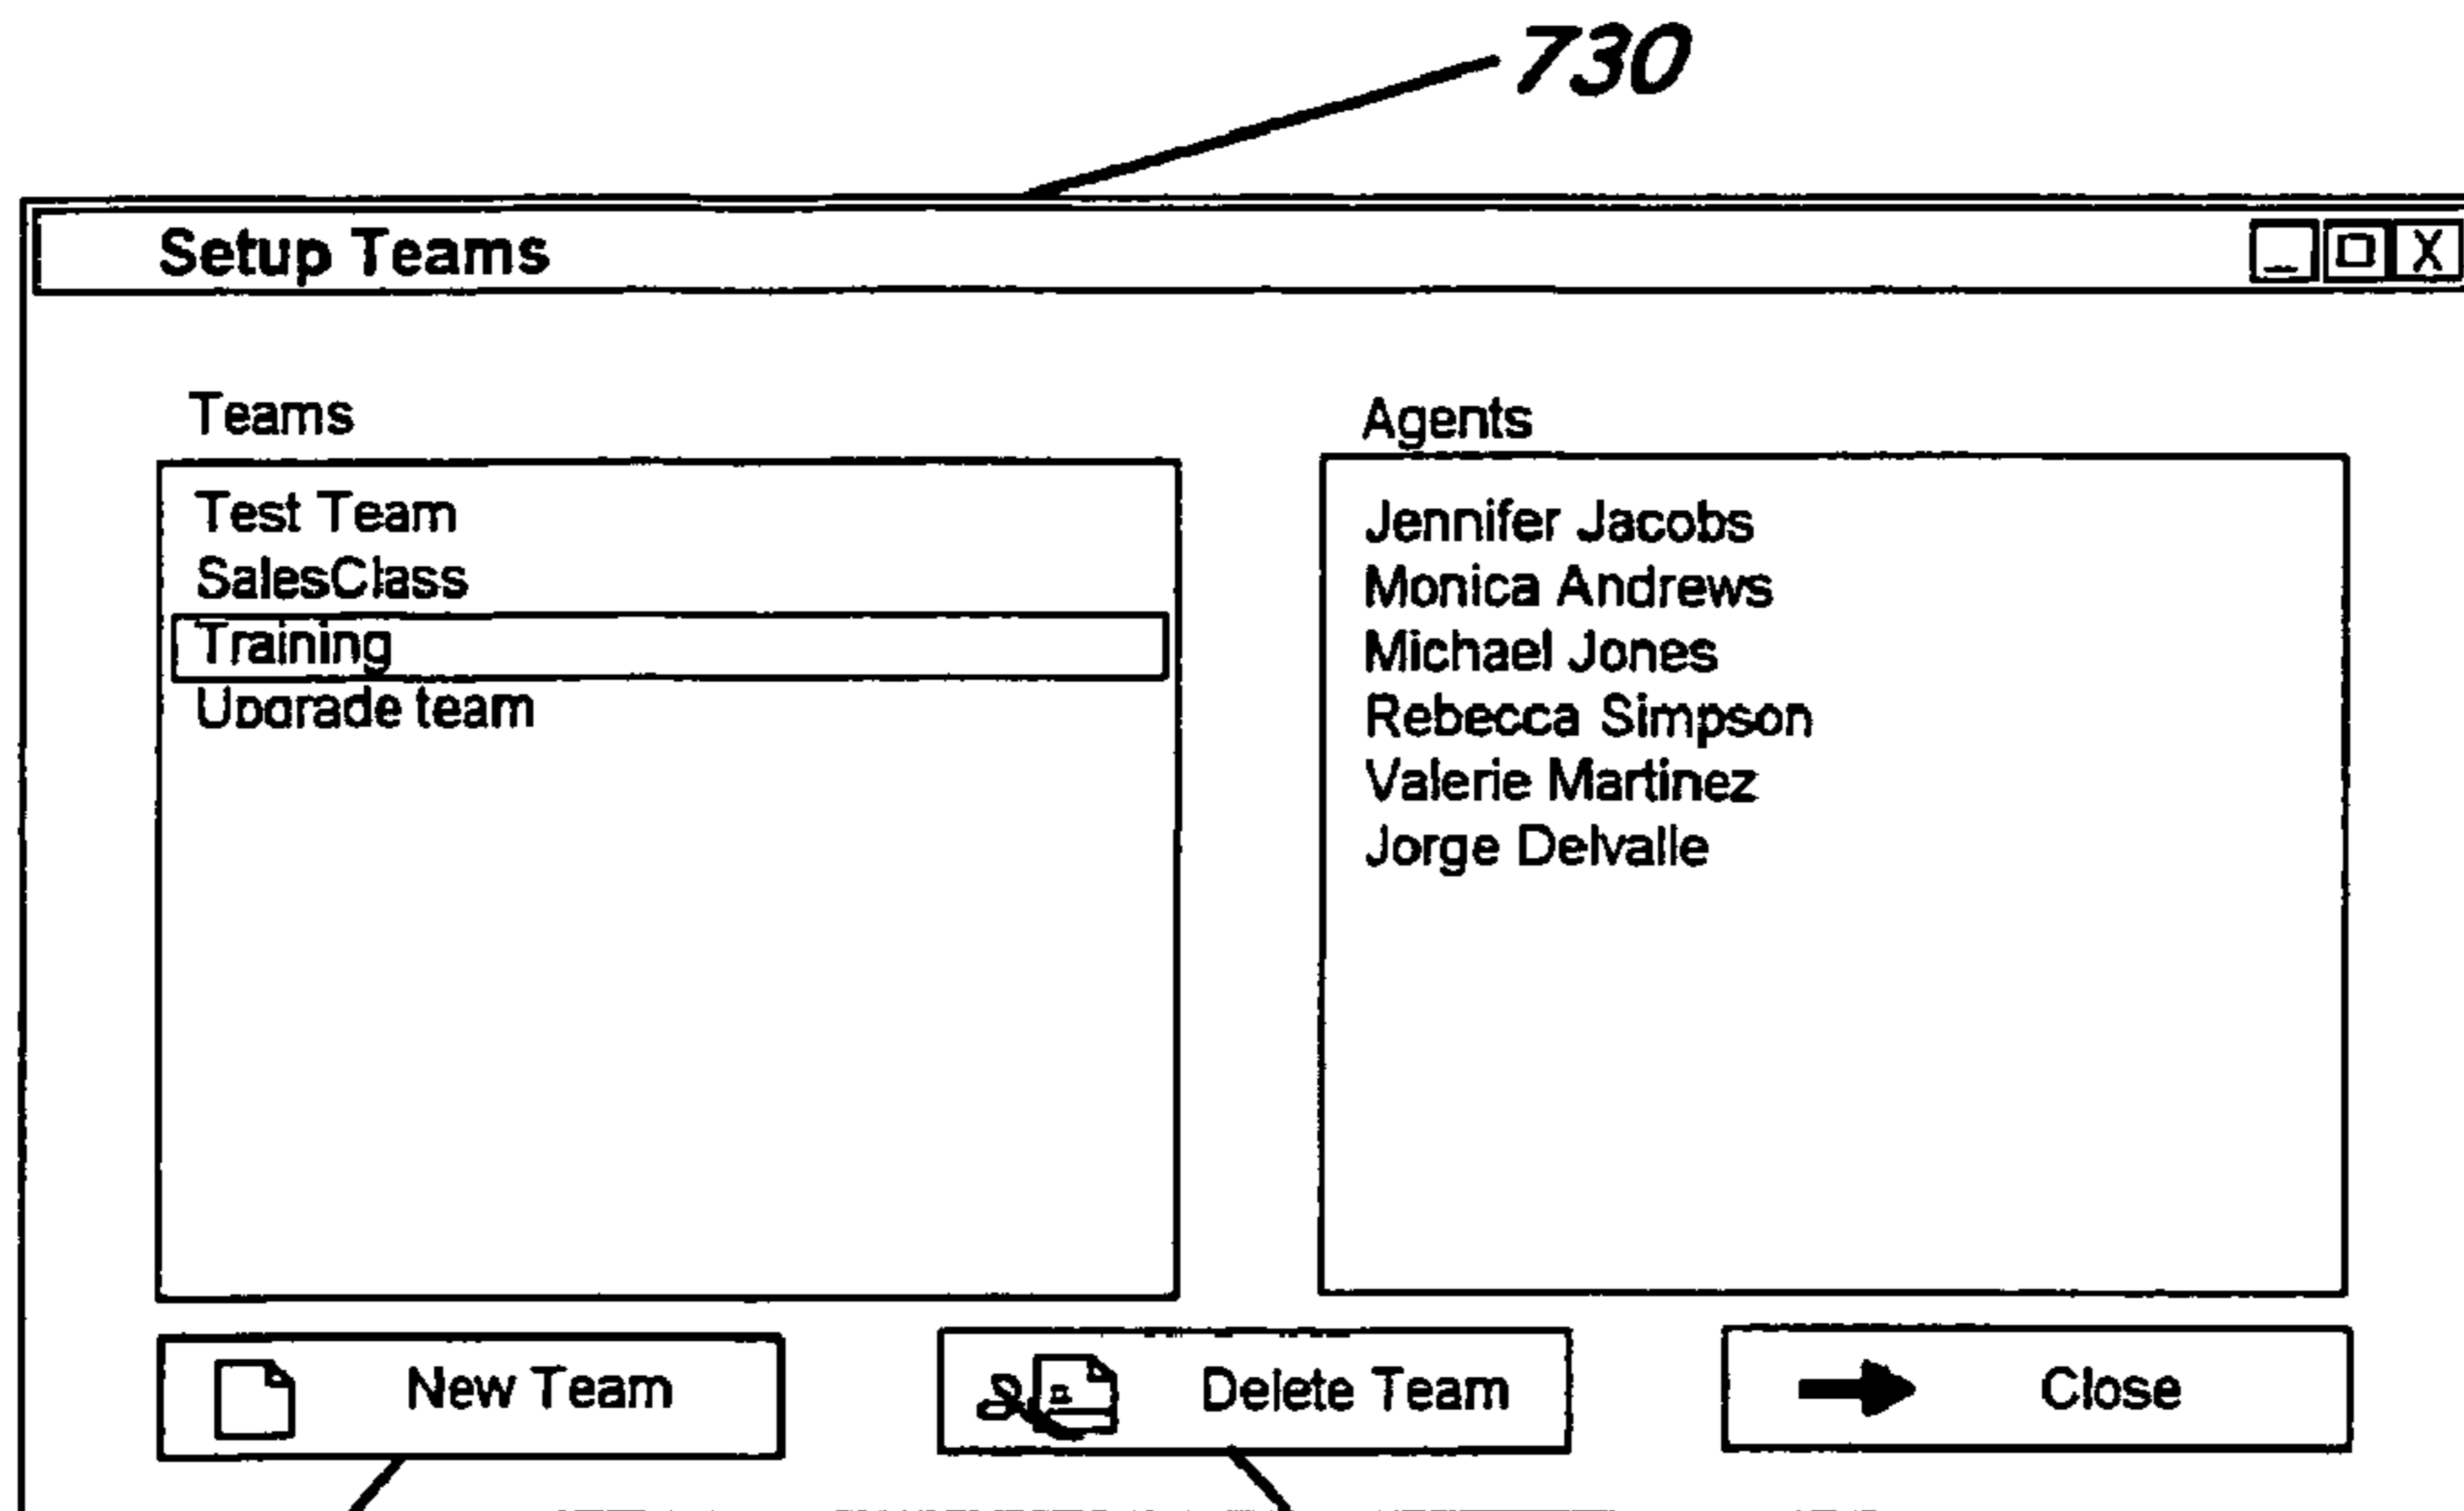 730
Setup Teams
_ X
Teams
Test Team
SalesClass
Training
Upgrade team
Agents
Jennifer Jacobs
Monica Andrews
Michael Jones
Rebecca Simpson
Valerie Martinez
Jorge Delvalle
New Team
Delete Team
Close